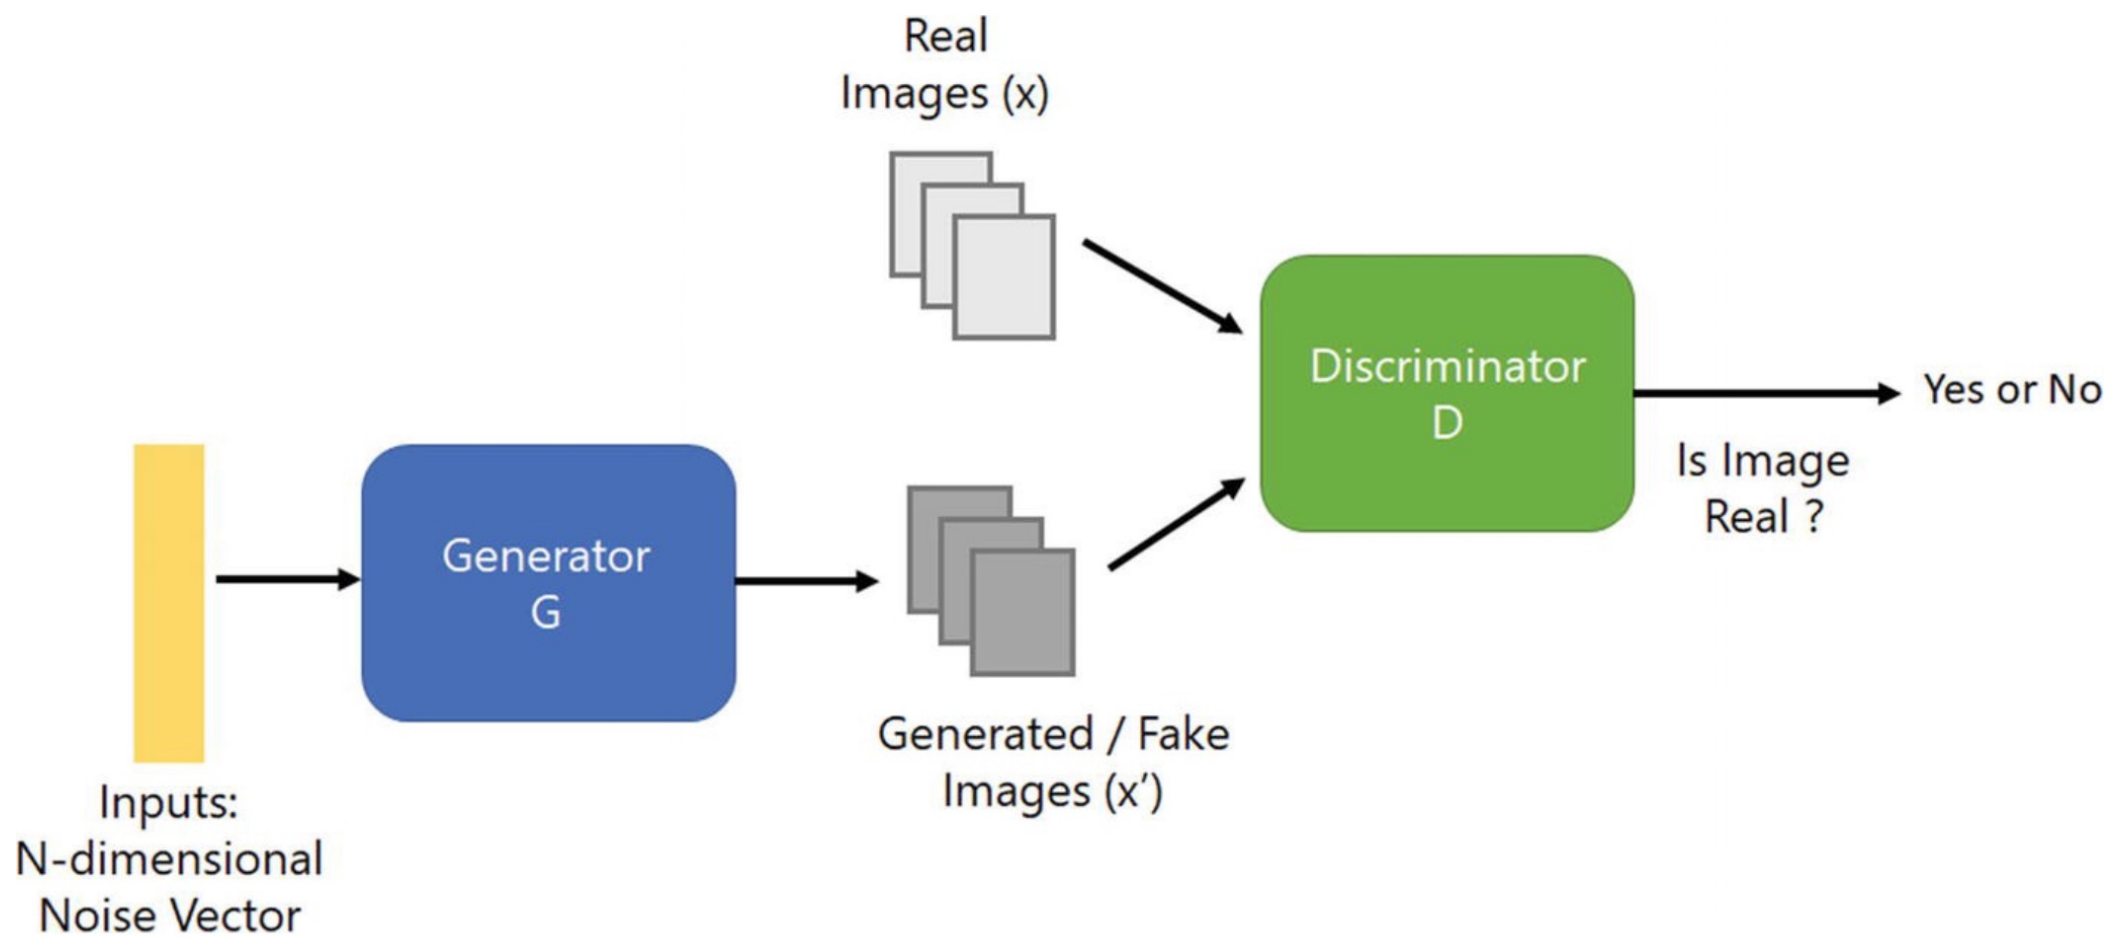 Real
Images (x)
Discriminator
D
Yes or No
Is Image
Real ?
Generator
G
Generated / Fake
Images (x′)
Inputs:
N-dimensional
Noise Vector